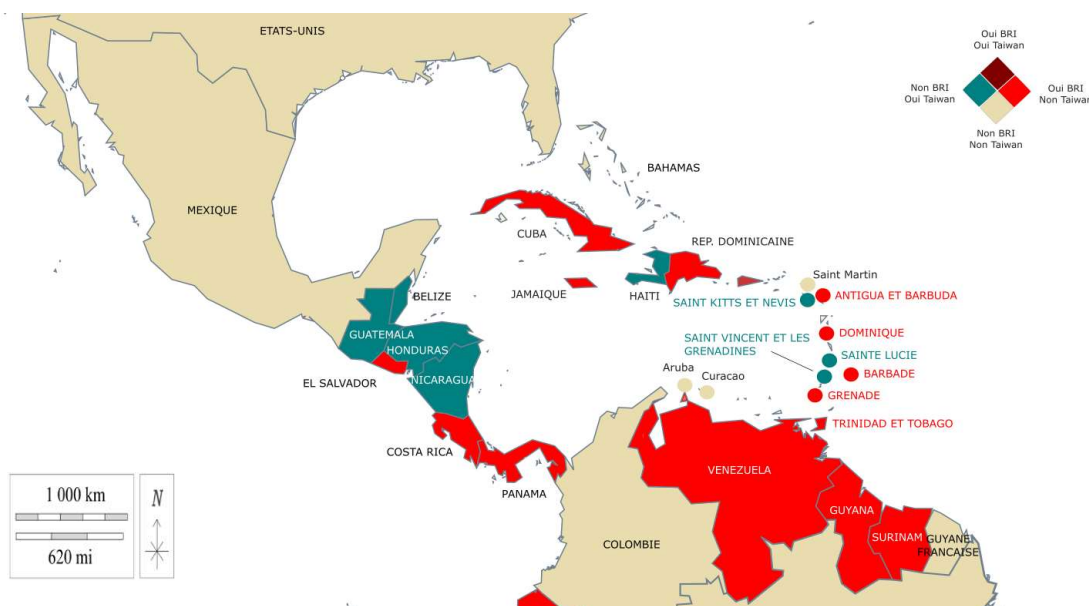 ETATS-UNIS
Oui BRI
Oui Taiwan
Non BRI
Oui Taiwan
Oui BRI
Non Taiwan
Non BRI
Non Taiwan
BAHAMAS
MEXIQUE
CUBA
REP. DOMINICAINE
Saint Martin
JAMAIQUE
HAITI
SAINT KITTS ET NEVIS
ANTIGUA ET BARBUDA
BELIZE
GUATEMALA
HONDURAS
SAINT VINCENT ET LES
GRENADINES
DOMINIQUE
SAINTE LUCIE
EL SALVADOR
NICARAGUA
Aruba
Curacao
BARBADE
GRENADE
TRINIDAD ET TOBAGO
COSTA RICA
PANAMA
VENEZUELA
GUYANA
SURINAM
GUYANE
FRANCAISE
COLOMBIE
1 000 km
620 mi
N